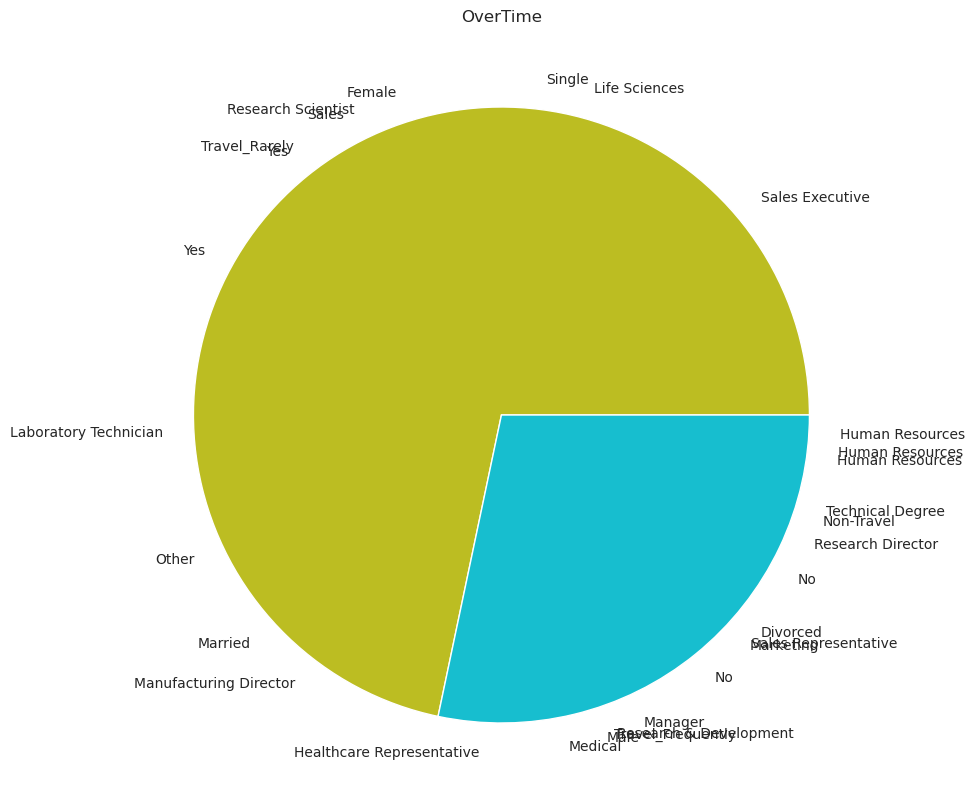 OverTime
Single
Life Sciences
Female
Research Scientist
Sales
Travel_Rarely
Yes
Sales Executive
Yes
Laboratory Technician
Human Resources
Human Resources
Human Resources
Technical Degree
Non-Travel
Research Director
Other
No
Divorced
Married
Sales Representative
Marketing
No
Manufacturing Director
Manager
Research & Development
Travel_Frequently
Male
Medical
Healthcare Representative